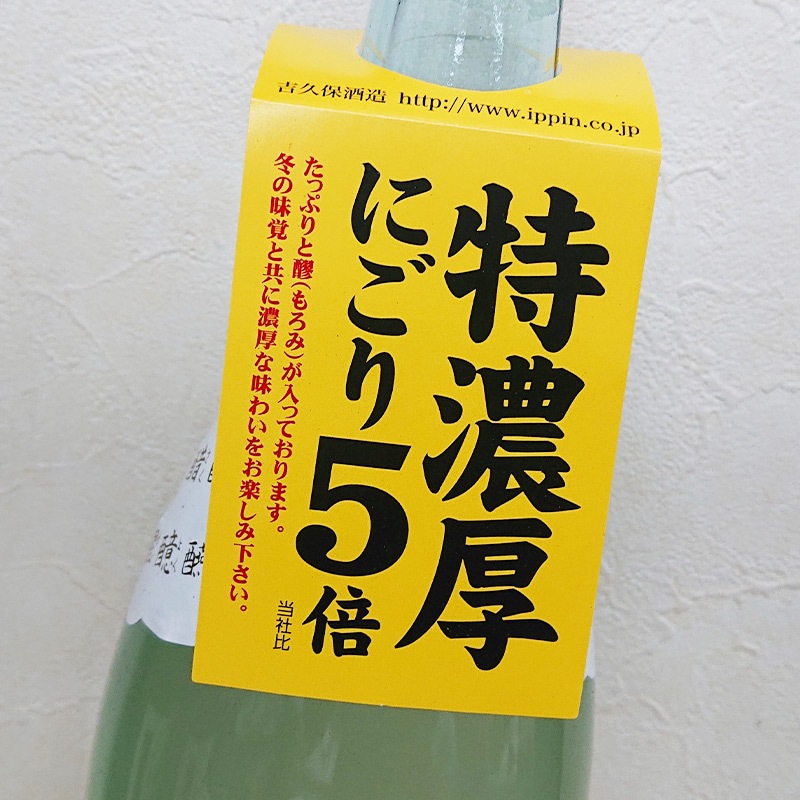 吉久保酒造 http://www.ippin.co.jp
特濃厚
にごり5倍
当社比
たっぷりと醪(もろみ)が入っております。
冬の味覚と共に濃厚な味わいをお楽しみ下さい。